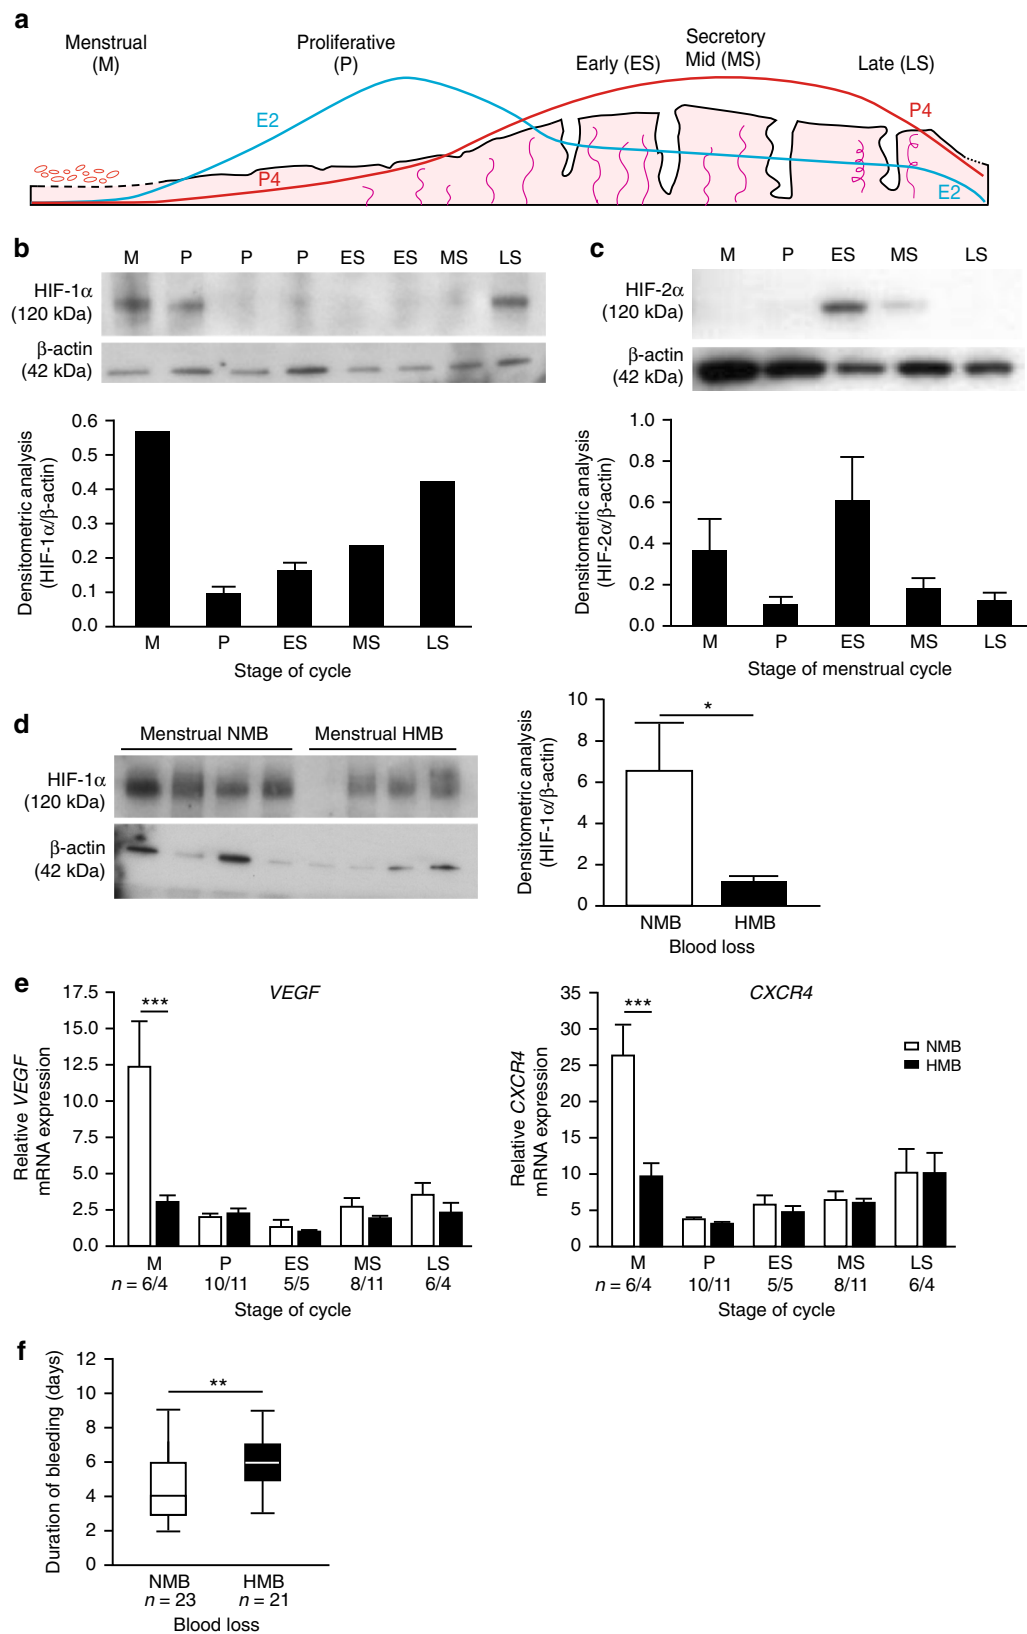 a
Menstrual
(M)
Proliferative
(P)
Secretory
Early (ES)
Mid (MS)
Late (LS)
E2
P4
P4
E2
b
M P P P ES ES MS LS
HIF-1α
(120 kDa)
β-actin
(42 kDa)
Densitometric analysis
(HIF-1α/β-actin)
0.6
0.5
0.4
0.3
0.2
0.1
0.0
M P ES MS LS
Stage of cycle
c
M P ES MS LS
HIF-2α
(120 kDa)
β-actin
(42 kDa)
Densitometric analysis
(HIF-2α/β-actin)
1.0
0.8
0.6
0.4
0.2
0.0
M P ES MS LS
Stage of menstrual cycle
d
Menstrual NMB Menstrual HMB
HIF-1α
(120 kDa)
β-actin
(42 kDa)
Densitometric analysis
(HIF-1α/β-actin)
10
8
6
4
2
0
*
NMB HMB
Blood loss
e
VEGF
Relative VEGF
mRNA expression
17.5
15.0
12.5
10.0
7.5
5.0
2.5
0.0
***
M P ES MS LS
n = 6/4 10/11 5/5 8/11 6/4
Stage of cycle
CXCR4
Relative CXCR4
mRNA expression
35
30
25
20
15
10
5
0
***
NMB
HMB
M P ES MS LS
n = 6/4 10/11 5/5 8/11 6/4
Stage of cycle
f
Duration of bleeding (days)
12
10
8
6
4
2
0
**
NMB HMB
n = 23 n = 21
Blood loss